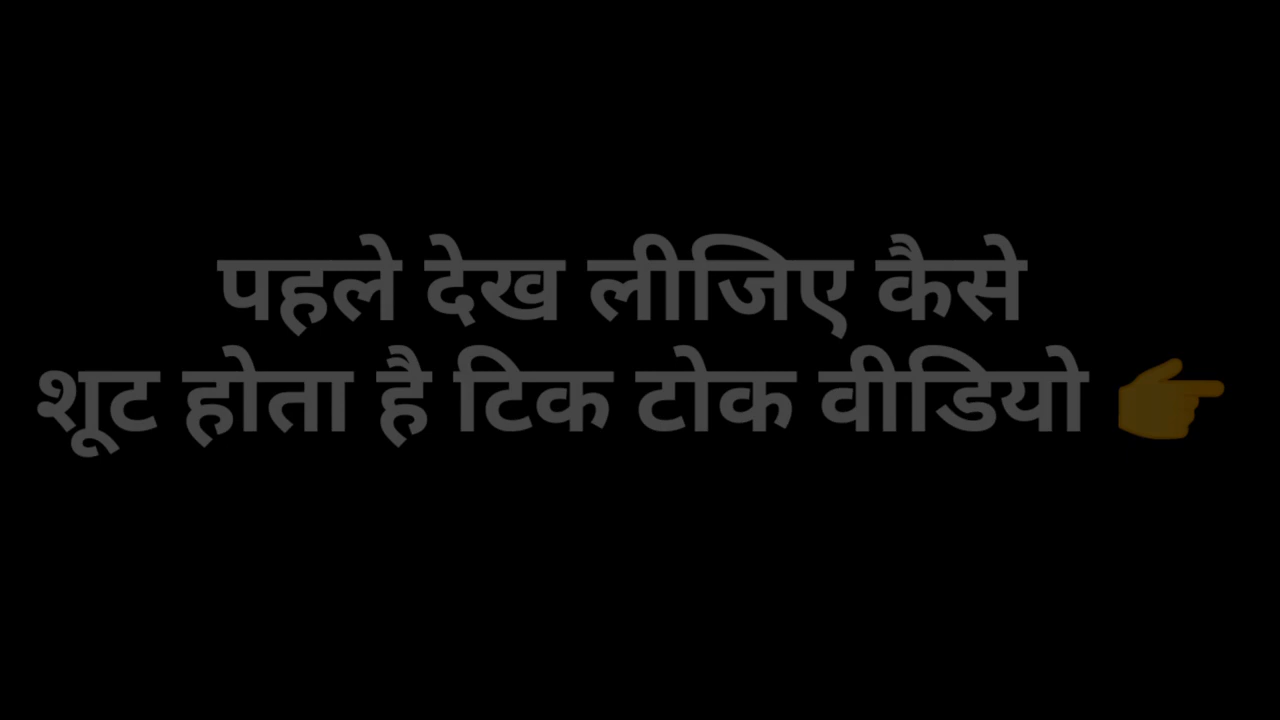 पहले देख लीजिए कैसे
शूट होता है टिक टोक वीडियो 👉